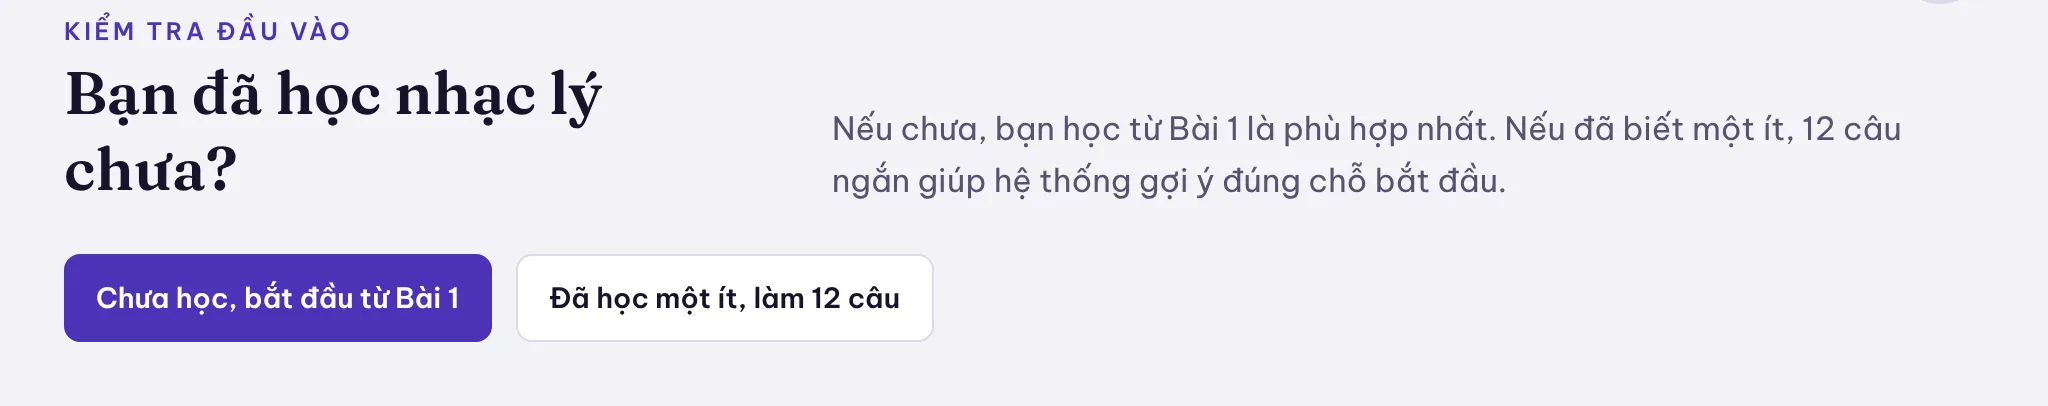 KIỂM TRA ĐẦU VÀO
Bạn đã học nhạc lý
chưa?
Nếu chưa, bạn học từ Bài 1 là phù hợp nhất. Nếu đã biết một ít, 12 câu
ngắn giúp hệ thống gợi ý đúng chỗ bắt đầu.
Chưa học, bắt đầu từ Bài 1
Đã học một ít, làm 12 câu